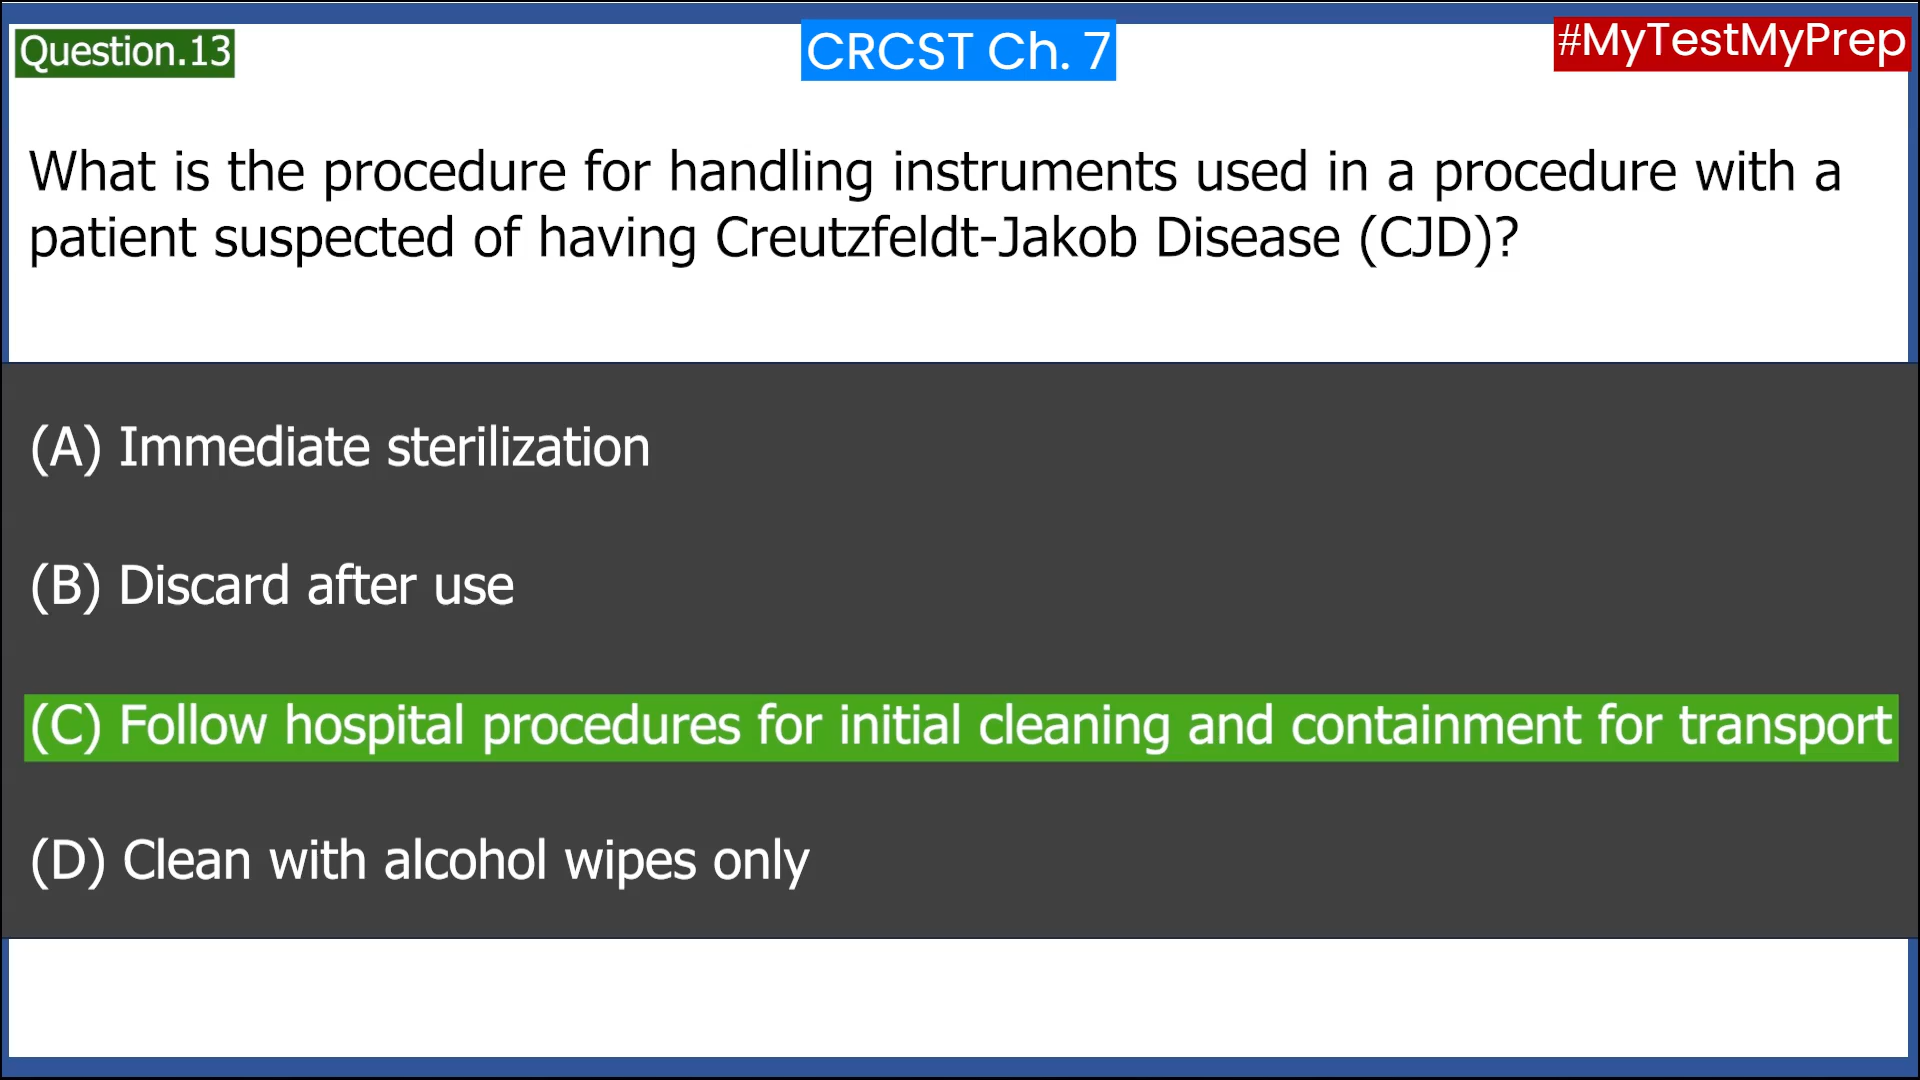 Question.13
CRCST Ch. 7
#MyTestMyPrep
What is the procedure for handling instruments used in a procedure with a
patient suspected of having Creutzfeldt-Jakob Disease (CJD)?
(A) Immediate sterilization
(B) Discard after use
(C) Follow hospital procedures for initial cleaning and containment for transport
(D) Clean with alcohol wipes only